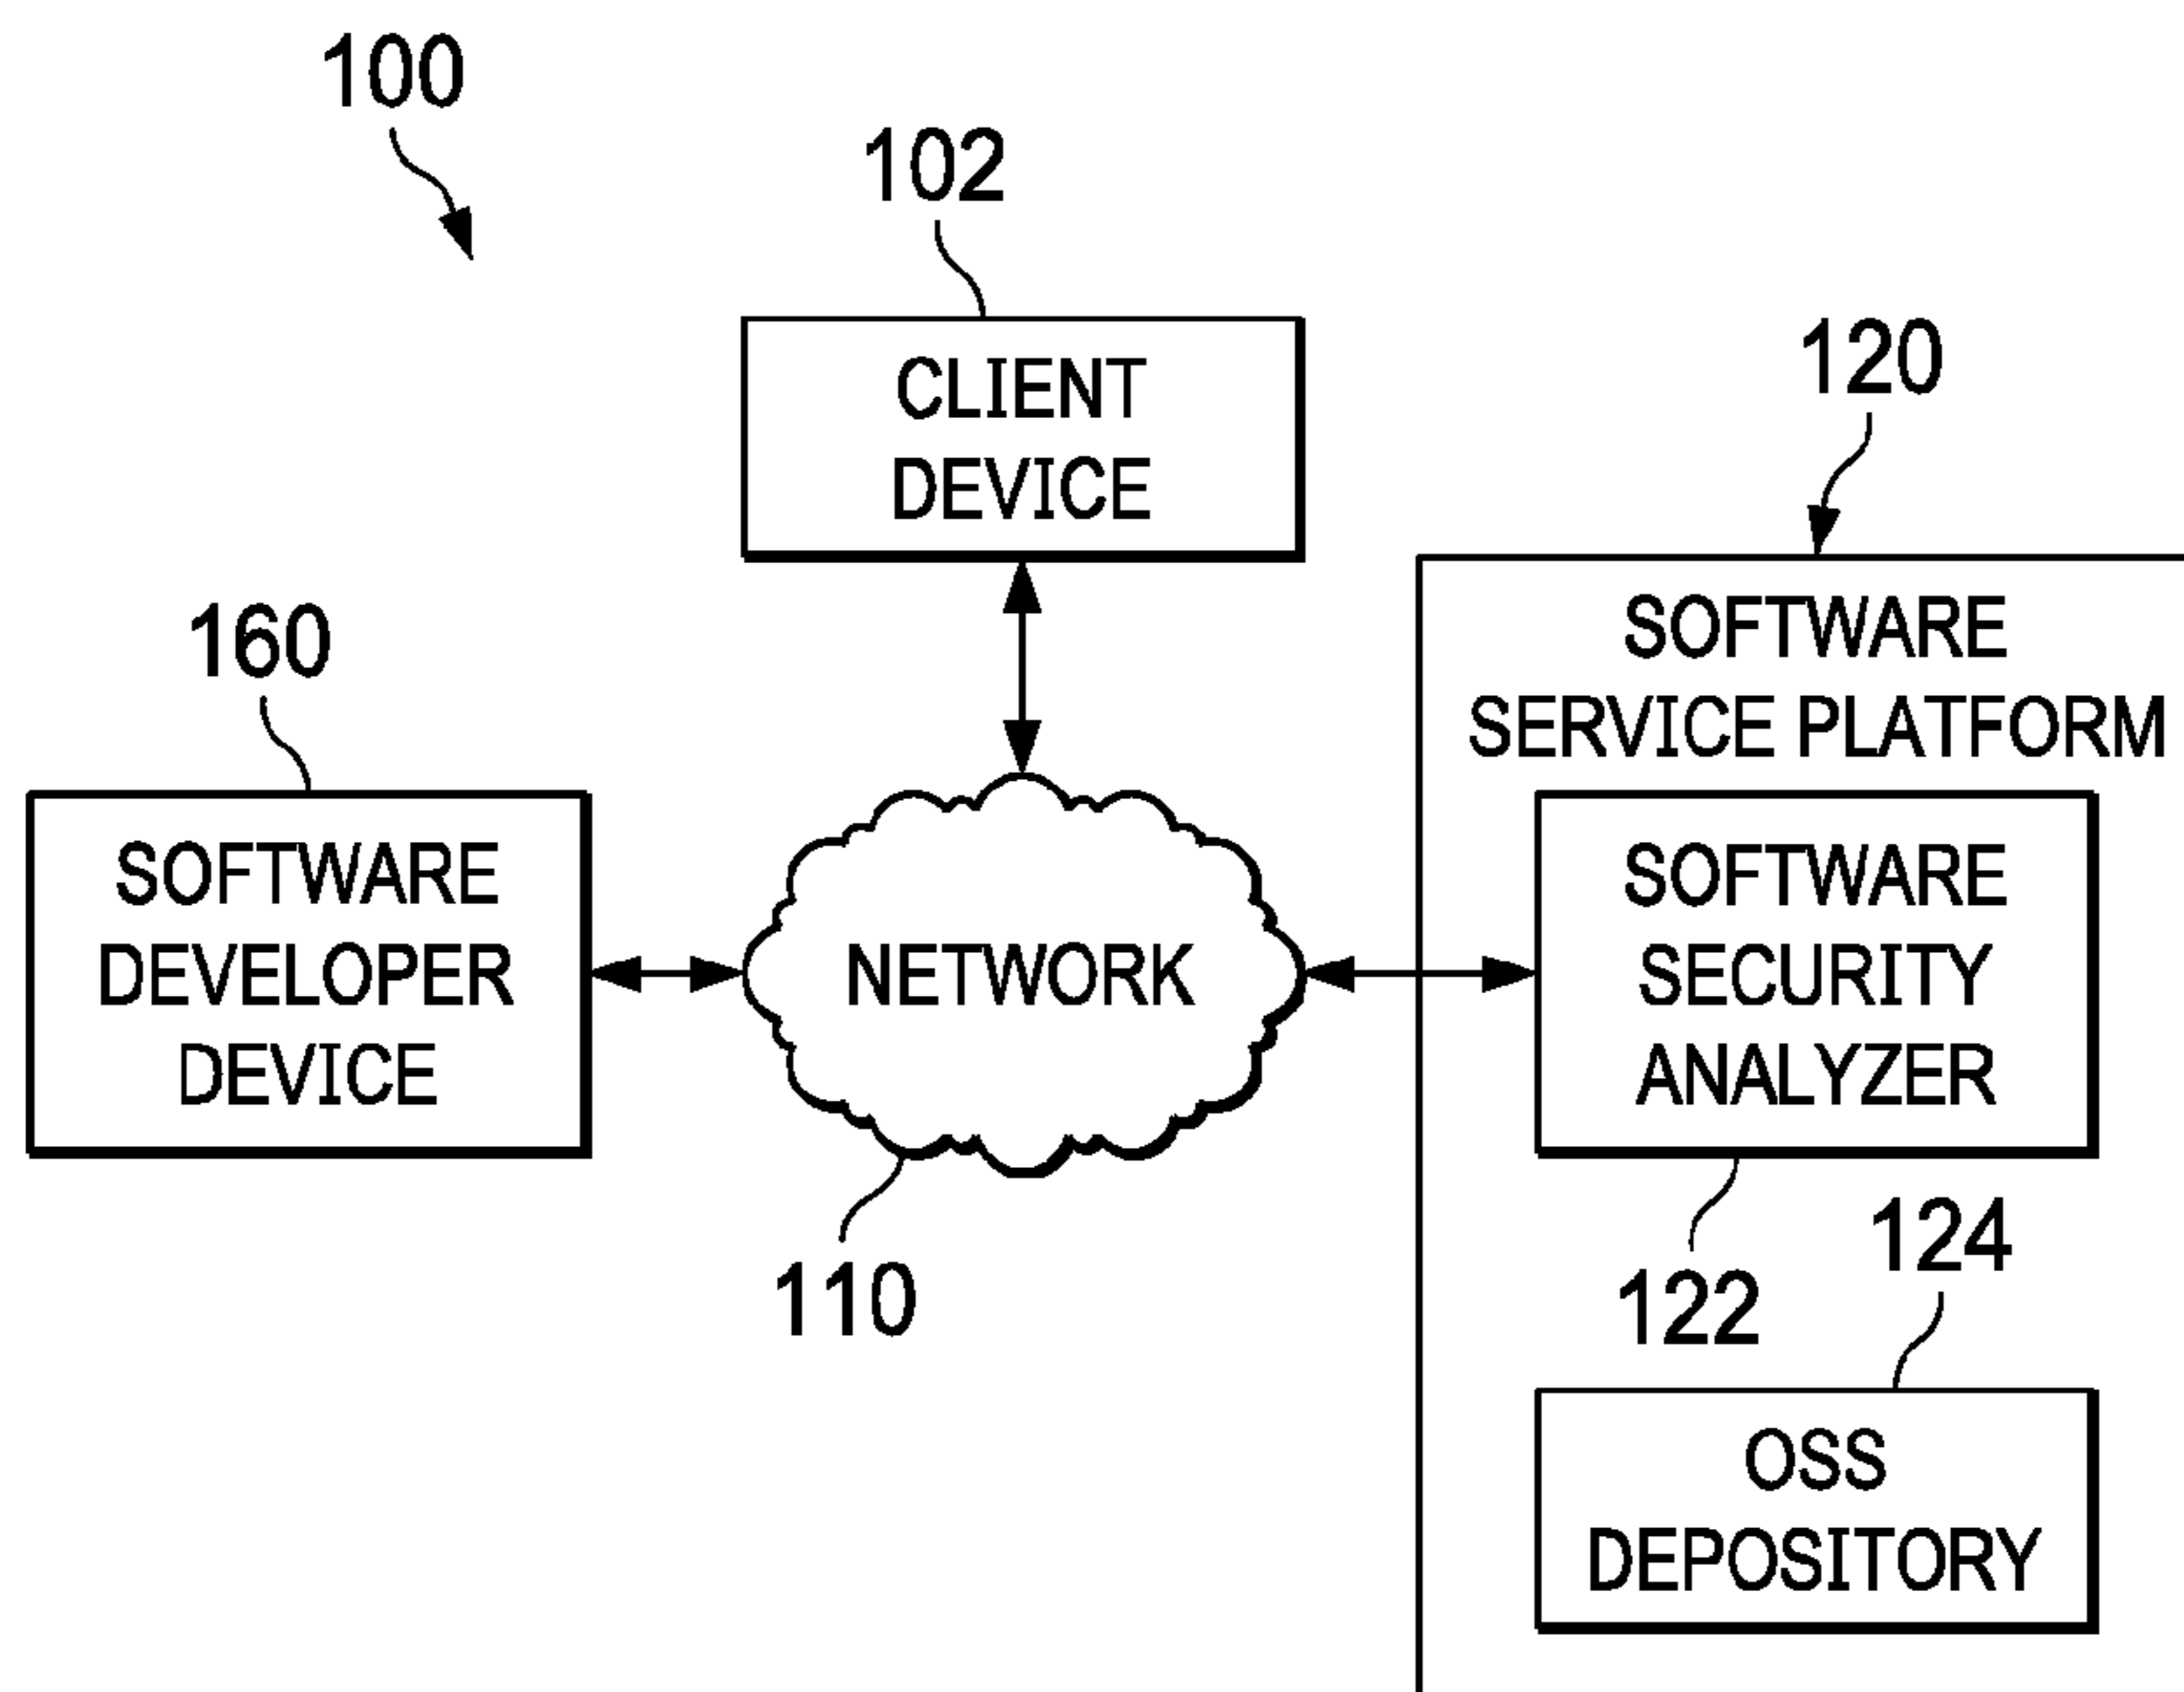 100
102
CLIENT
DEVICE
120
SOFTWARE
SERVICE PLATFORM
160
SOFTWARE
DEVELOPER
DEVICE
NETWORK
110
SOFTWARE
SECURITY
ANALYZER
122
124
OSS
DEPOSITORY